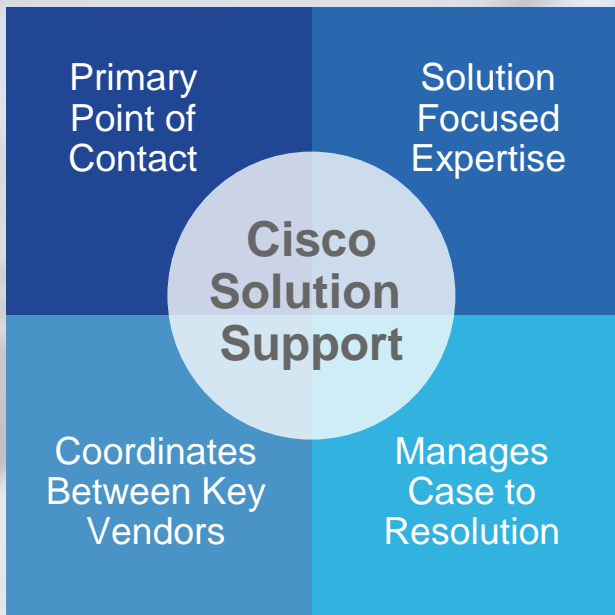 Primary
Point of
Contact
Solution
Focused
Expertise
Cisco
Solution
Support
Coordinates
Between Key
Vendors
Manages
Case to
Resolution